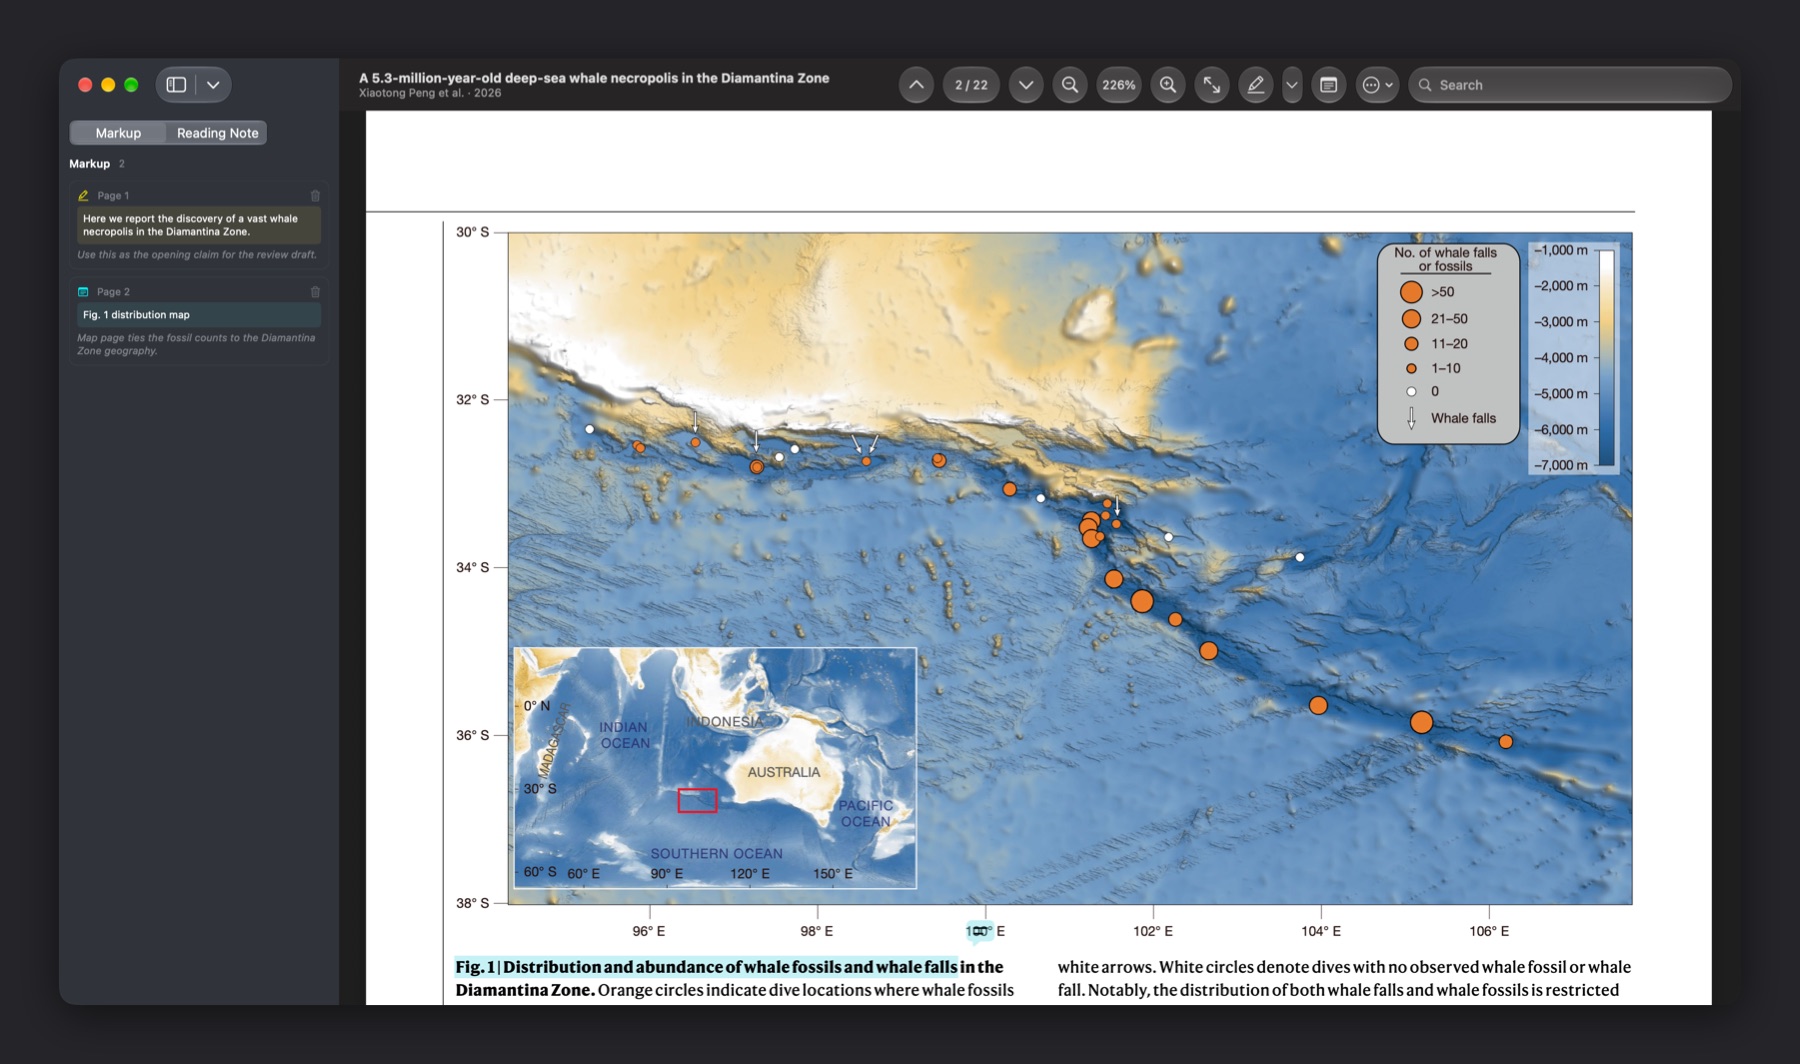 A 5.3-million-year-old deep-sea whale necropolis in the Diamantina Zone
Xiaotong Peng et al. · 2026
2 / 22
226%
Search
Markup
Reading Note
Markup 2
Page 1
Here we report the discovery of a vast whale
necropolis in the Diamantina Zone.
Use this as the opening claim for the review draft.
Page 2
Fig. 1 distribution map
Map page ties the fossil counts to the Diamantina
Zone geography.
30° S
32° S
34° S
36° S
38° S
No. of whale falls
or fossils
>50
21–50
11–20
1–10
0
Whale falls
–1,000 m
–2,000 m
–3,000 m
–4,000 m
–5,000 m
–6,000 m
–7,000 m
0° N
30° S
60° S
60° E
90° E
120° E
150° E
MADAGASCAR
INDIAN
OCEAN
INDONESIA
AUSTRALIA
PACIFIC
OCEAN
SOUTHERN OCEAN
96° E
98° E
100° E
102° E
104° E
106° E
Fig. 1 | Distribution and abundance of whale fossils and whale falls in the
Diamantina Zone. Orange circles indicate dive locations where whale fossils
white arrows. White circles denote dives with no observed whale fossil or whale
fall. Notably, the distribution of both whale falls and whale fossils is restricted